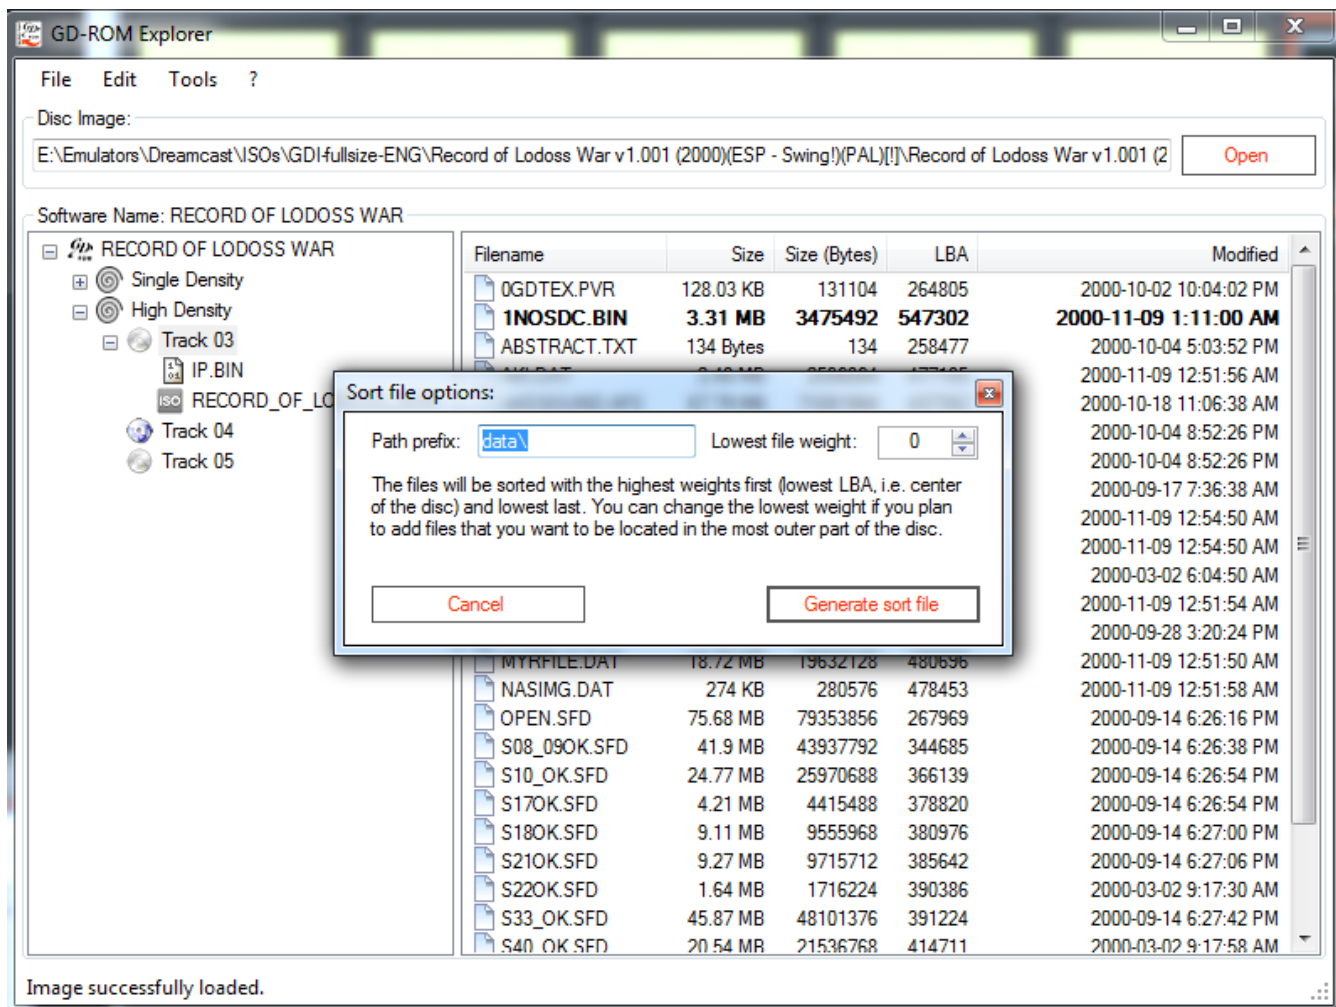 GD-ROM Explorer
File Edit Tools ?
Disc Image:
E:\Emulators\Dreamcast\ISOs\GDI-fullsize-ENG\Record of Lodoss War v1.001 (2000)(ESP - Swing!)(PAL)[!]\Record of Lodoss War v1.001 (2 Open
Software Name: RECORD OF LODOSS WAR
RECORD OF LODOSS WAR
Single Density
High Density
Track 03
IP.BIN
RECORD_OF_LO
Track 04
Track 05
Filename Size Size (Bytes) LBA Modified
0GDTEX.PVR 128.03 KB 131104 264805 2000-10-02 10:04:02 PM
1NOSDC.BIN 3.31 MB 3475492 547302 2000-11-09 1:11:00 AM
ABSTRACT.TXT 134 Bytes 134 258477 2000-10-04 5:03:52 PM
2000-11-09 12:51:56 AM
2000-10-18 11:06:38 AM
2000-10-04 8:52:26 PM
2000-10-04 8:52:26 PM
2000-09-17 7:36:38 AM
2000-11-09 12:54:50 AM
2000-11-09 12:54:50 AM
2000-03-02 6:04:50 AM
2000-11-09 12:51:54 AM
2000-09-28 3:20:24 PM
MYRFILE.DAT 18.72 MB 19632128 480696 2000-11-09 12:51:50 AM
NASIMG.DAT 274 KB 280576 478453 2000-11-09 12:51:58 AM
OPEN.SFD 75.68 MB 79353856 267969 2000-09-14 6:26:16 PM
S08_09OK.SFD 41.9 MB 43937792 344685 2000-09-14 6:26:38 PM
S10_OK.SFD 24.77 MB 25970688 366139 2000-09-14 6:26:54 PM
S17OK.SFD 4.21 MB 4415488 378820 2000-09-14 6:26:54 PM
S18OK.SFD 9.11 MB 9555968 380976 2000-09-14 6:27:00 PM
S21OK.SFD 9.27 MB 9715712 385642 2000-09-14 6:27:06 PM
S22OK.SFD 1.64 MB 1716224 390386 2000-03-02 9:17:30 AM
S33_OK.SFD 45.87 MB 48101376 391224 2000-09-14 6:27:42 PM
S40_OK.SFD 20.54 MB 21536768 414711 2000-03-02 9:17:58 AM
Sort file options:
Path prefix: data\ Lowest file weight: 0
The files will be sorted with the highest weights first (lowest LBA, i.e. center
of the disc) and lowest last. You can change the lowest weight if you plan
to add files that you want to be located in the most outer part of the disc.
Cancel Generate sort file
Image successfully loaded.